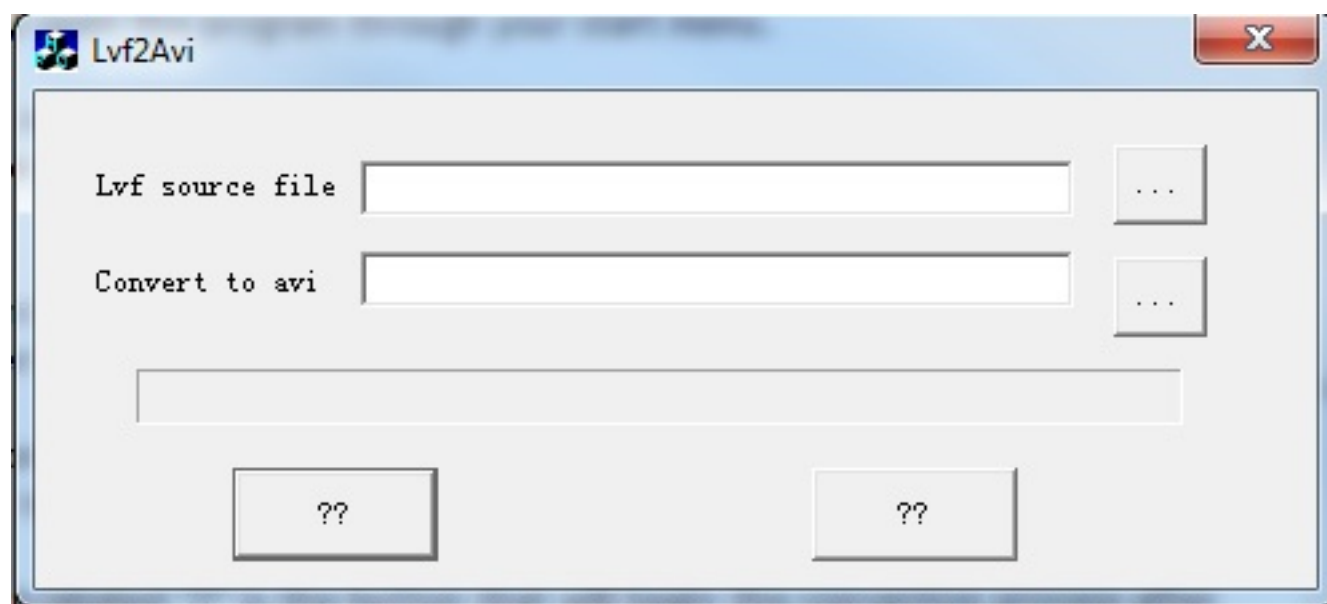 Lvf2Avi
Lvf source file
...
Convert to avi
...
?? ??